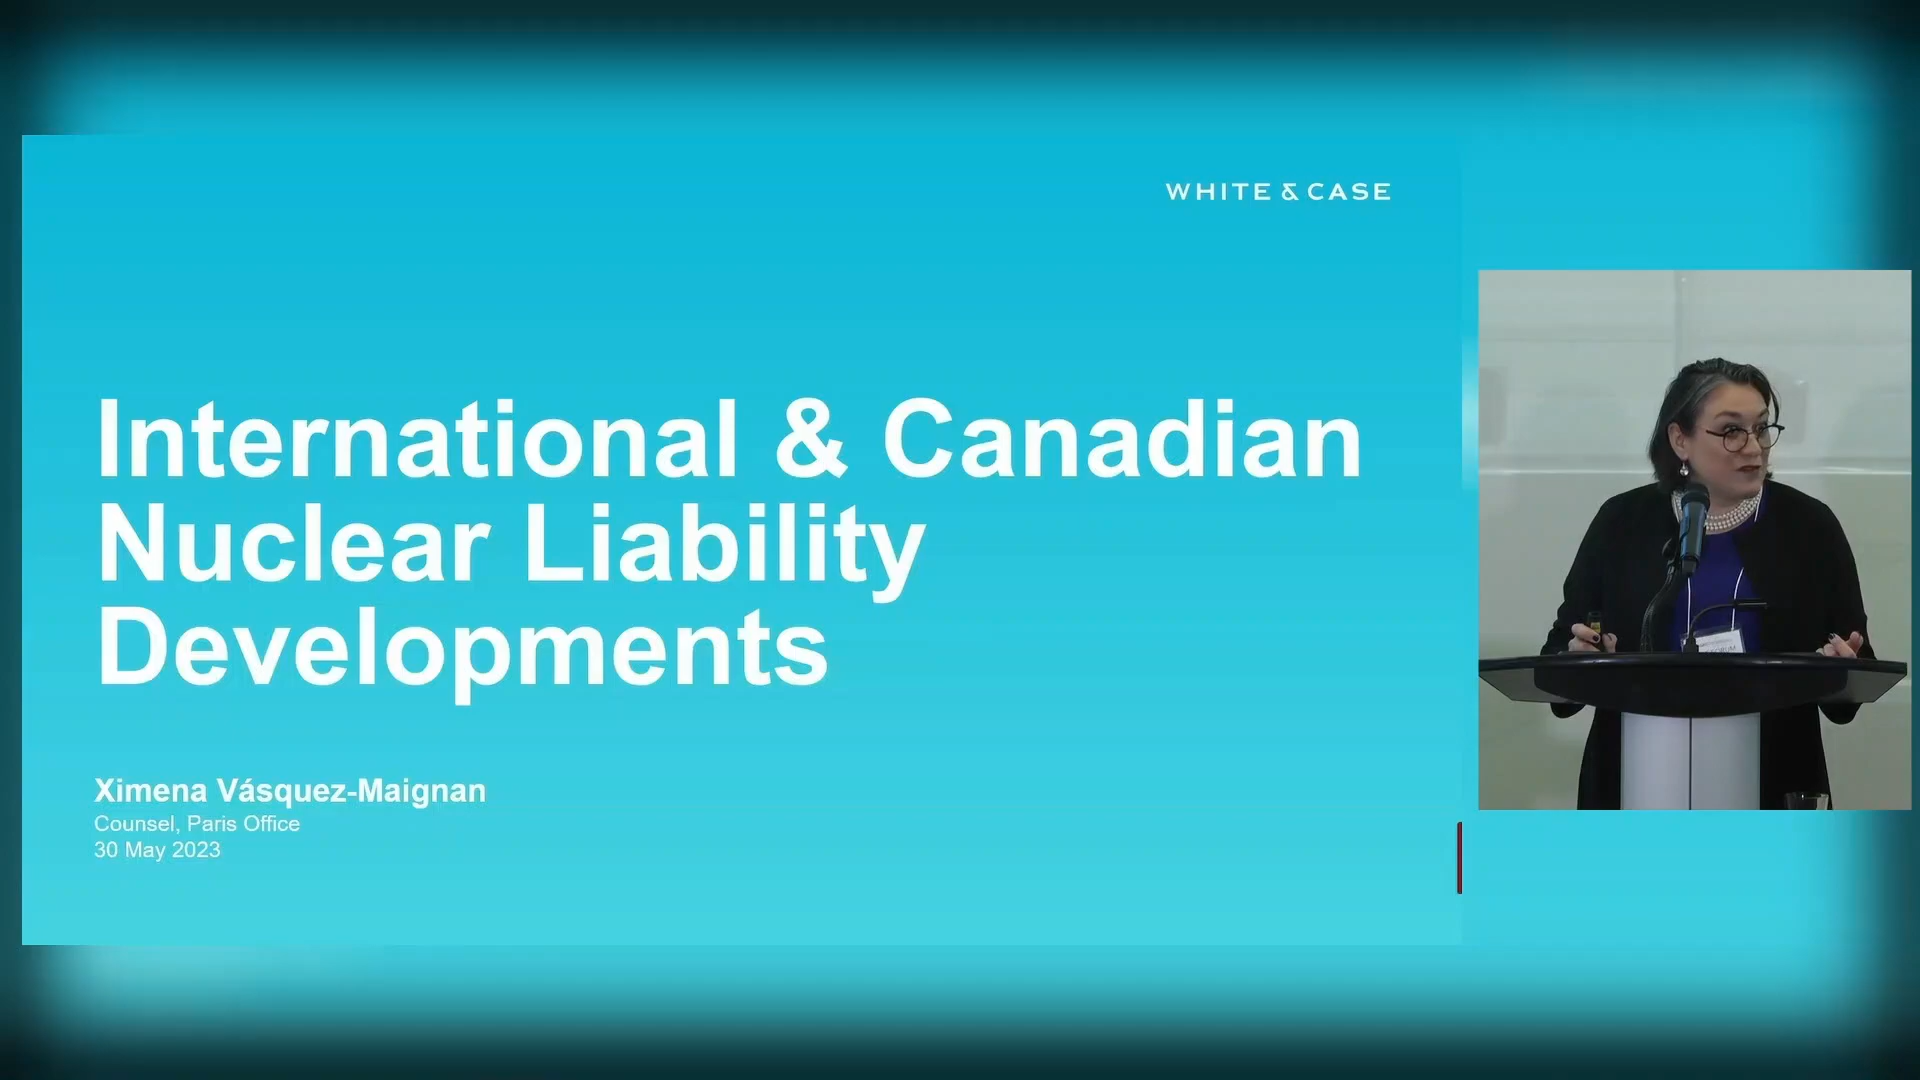 WHITE & CASE
International & Canadian
Nuclear Liability
Developments
Ximena Vásquez-Maignan
Counsel, Paris Office
30 May 2023